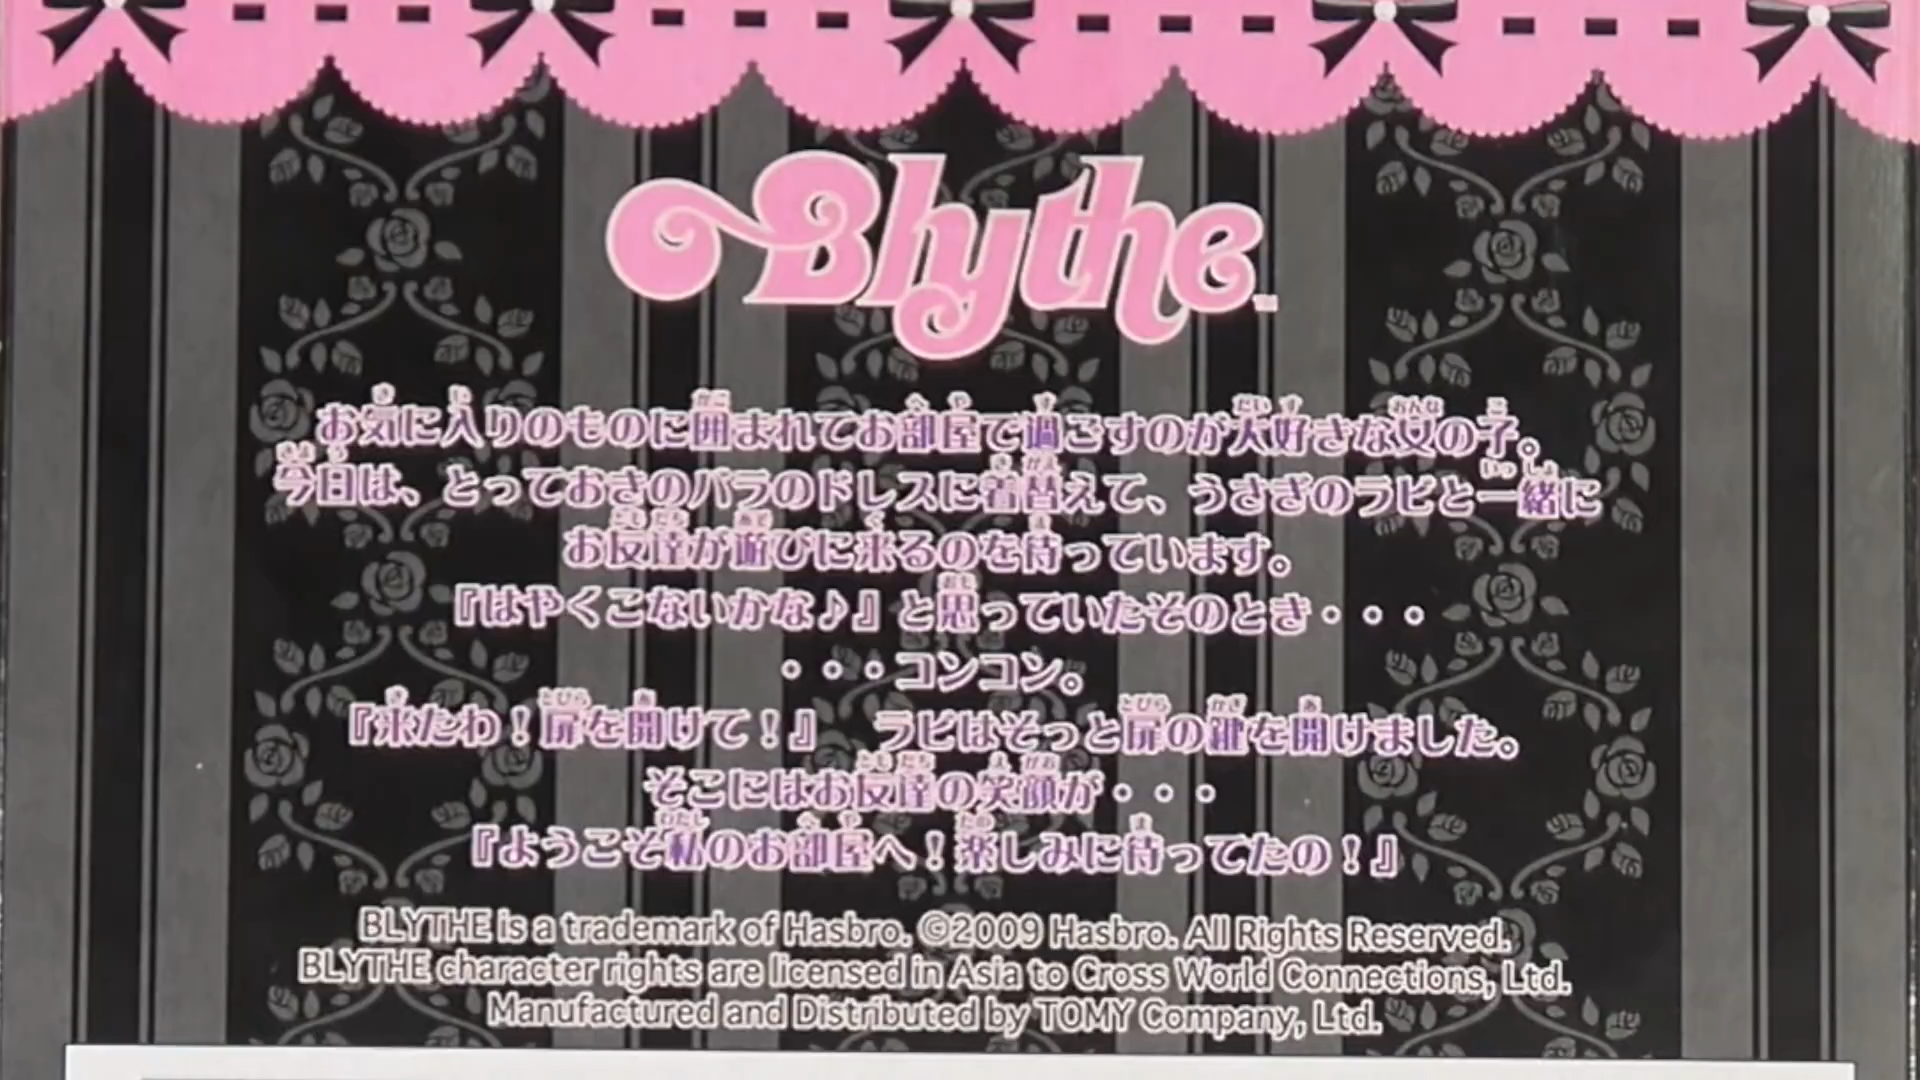 Blythe™
お気に入りのものに囲まれてお部屋で過ごすのが大好きな女の子。
今日は、とっておきのバラのドレスに着替えて、うさぎのラビと一緒に
お友達が遊びに来るのを待っています。
『はやくこないかな♪』と思っていたそのとき・・・
・・・コンコン。
『来たわ！扉を開けて！』 ラビはそっと扉の鍵を開けました。
そこにはお友達の笑顔が・・・
『ようこそ私のお部屋へ！楽しみに待ってたの！』
BLYTHE is a trademark of Hasbro. ©2009 Hasbro. All Rights Reserved.
BLYTHE character rights are licensed in Asia to Cross World Connections, Ltd.
Manufactured and Distributed by TOMY Company, Ltd.